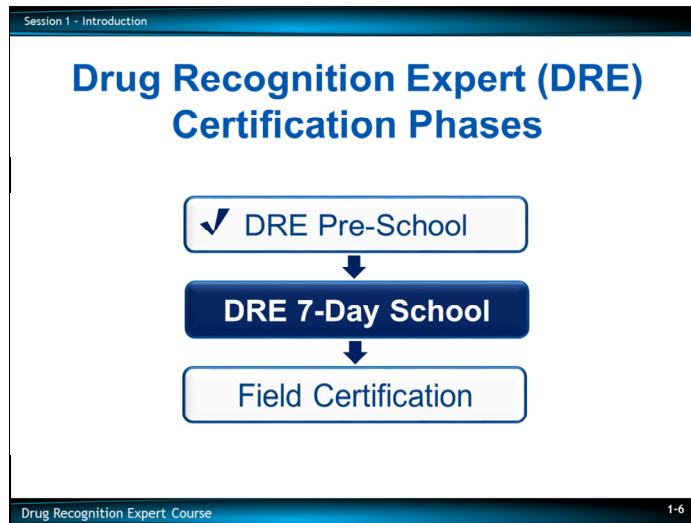 Session 1 - Introduction
Drug Recognition Expert (DRE)
Certification Phases
DRE Pre-School
DRE 7-Day School
Field Certification
Drug Recognition Expert Course
1-6